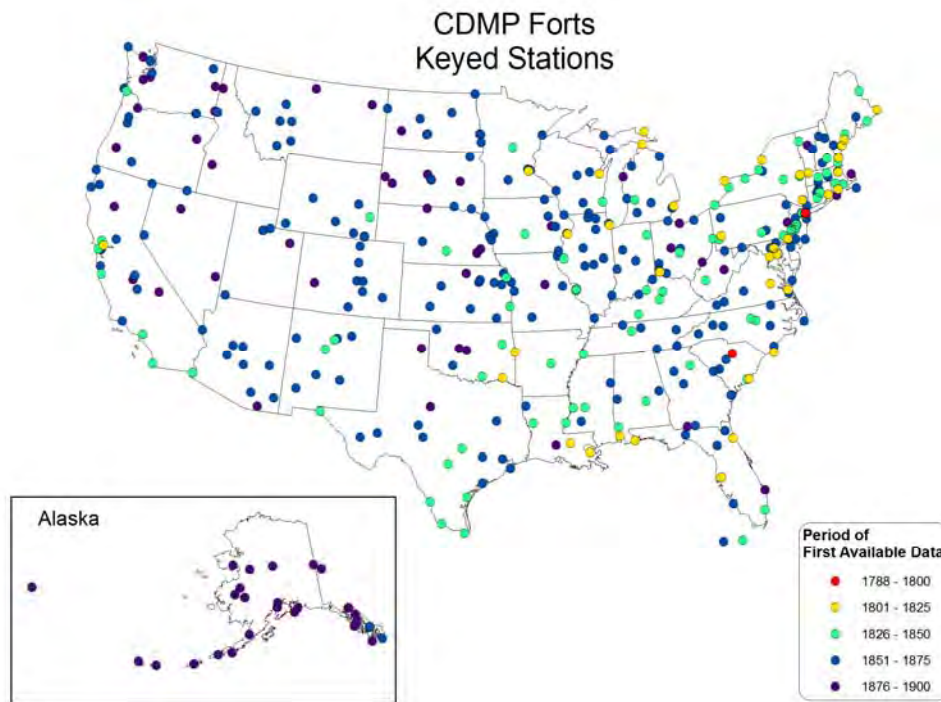 CDMP Forts
Keyed Stations
Alaska
Period of
First Available Data
1788 - 1800
1801 - 1825
1826 - 1850
1851 - 1875
1876 - 1900